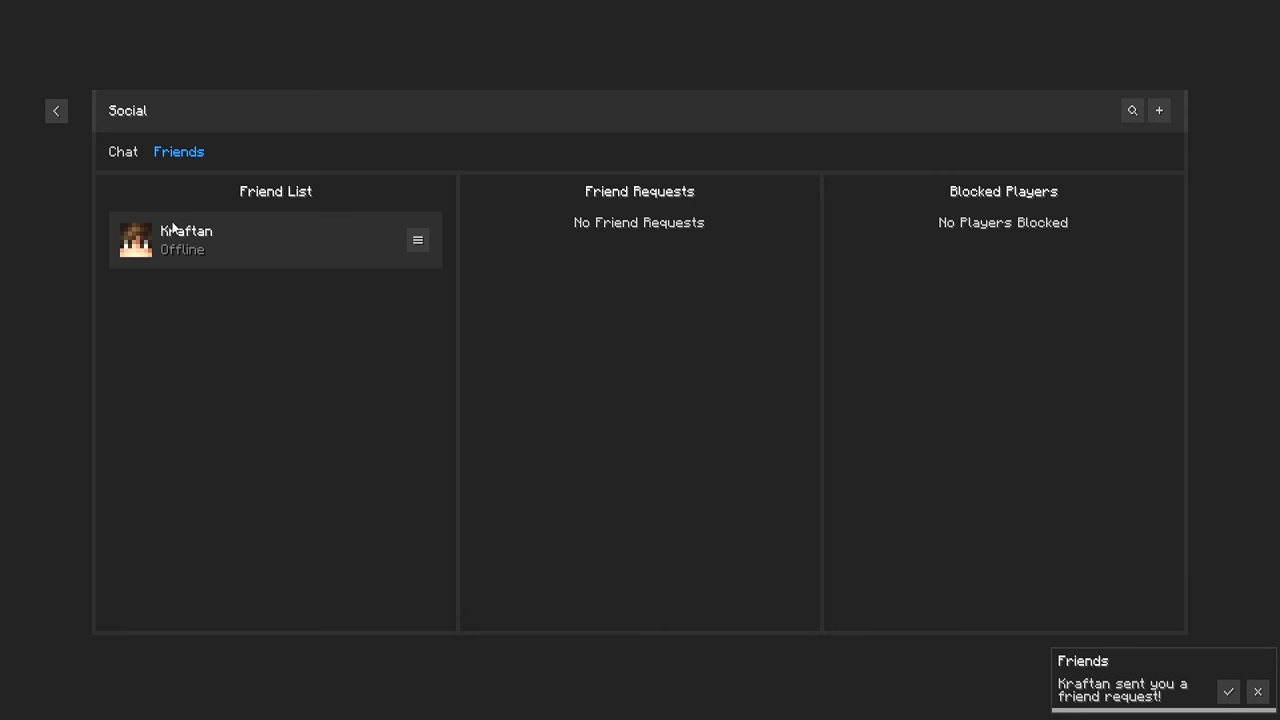 Social
Chat Friends
Friend List
Kraftan
Offline
Friend Requests
No Friend Requests
Blocked Players
No Players Blocked
Friends
Kraftan sent you a
friend request!